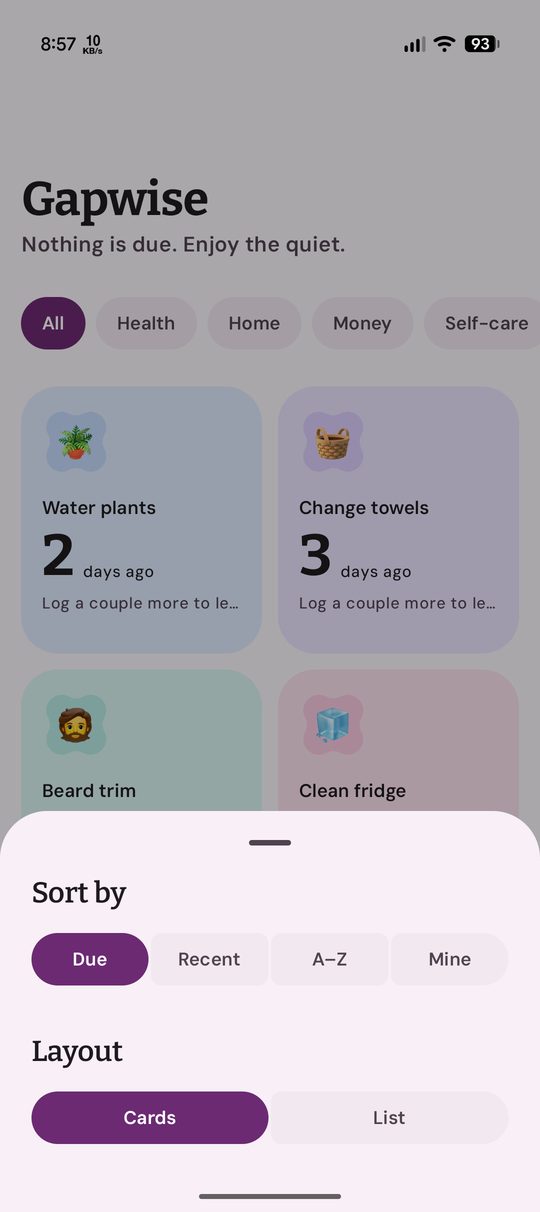 8:57 10 KB/s 93
Gapwise
Nothing is due. Enjoy the quiet.
All Health Home Money Self-care
Water plants Change towels
2 days ago 3 days ago
Log a couple more to le... Log a couple more to le...
Beard trim Clean fridge
Sort by
Due Recent A–Z Mine
Layout
Cards List